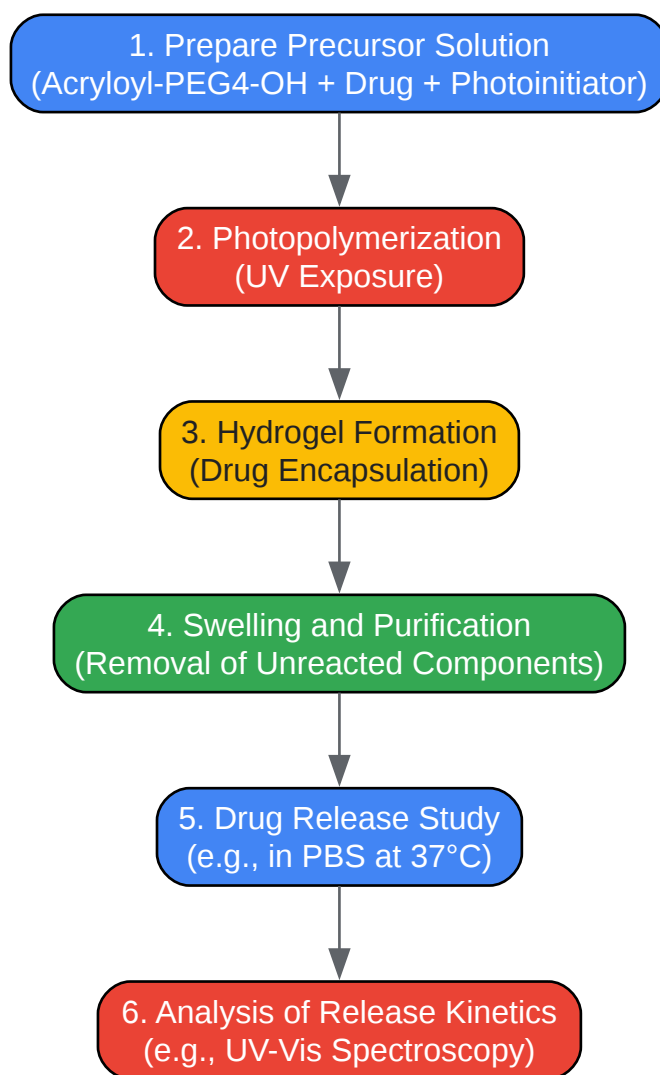 1. Prepare Precursor Solution
(Acryloyl-PEG4-OH + Drug + Photoinitiator)
2. Photopolymerization
(UV Exposure)
3. Hydrogel Formation
(Drug Encapsulation)
4. Swelling and Purification
(Removal of Unreacted Components)
5. Drug Release Study
(e.g., in PBS at 37°C)
6. Analysis of Release Kinetics
(e.g., UV-Vis Spectroscopy)